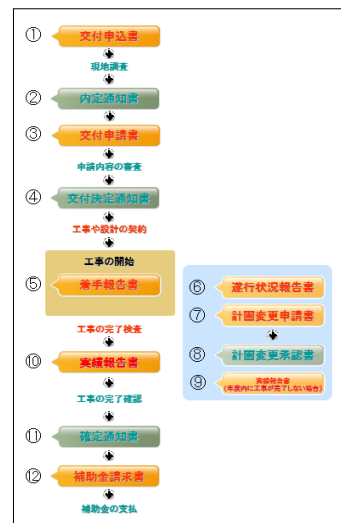 ① 交付申込書
現地調査
② 内定通知書
③ 交付申請書
申請内容の審査
④ 交付決定通知書
工事や設計の契約
工事の開始
⑤ 着手報告書
⑥ 遂行状況報告書
⑦ 計画変更申請書
⑧ 計画変更承認書
⑨ 実績報告書
(年度内に工事が完了しない場合)
工事の完了検査
⑩ 実績報告書
工事の完了確認
⑪ 確定通知書
⑫ 補助金請求書
補助金の支払